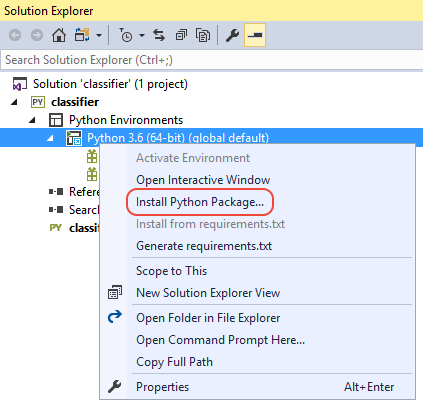 Solution Explorer
Search Solution Explorer (Ctrl+;)
Solution 'classifier' (1 project)
PY classifier
Python Environments
Python 3.6 (64-bit) (global default)
Activate Environment
Open Interactive Window
Install Python Package...
Refere
Install from requirements.txt
Search
Generate requirements.txt
PY classif
Scope to This
New Solution Explorer View
Open Folder in File Explorer
Open Command Prompt Here...
Copy Full Path
Properties Alt+Enter